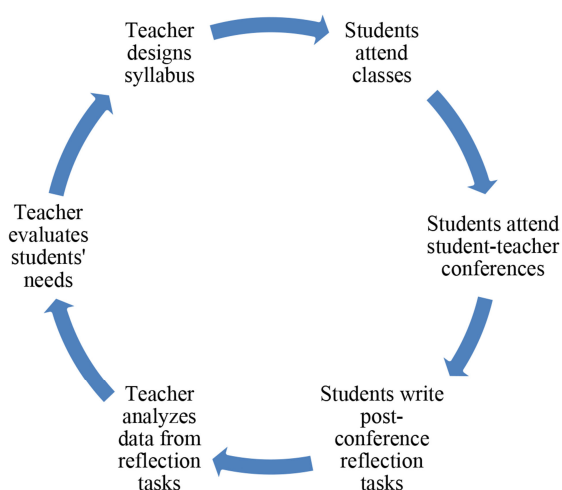 Teacher
designs
syllabus
Students
attend
classes
Students attend
student-teacher
conferences
Students write
post-
conference
reflection
tasks
Teacher
analyzes
data from
reflection
tasks
Teacher
evaluates
students'
needs